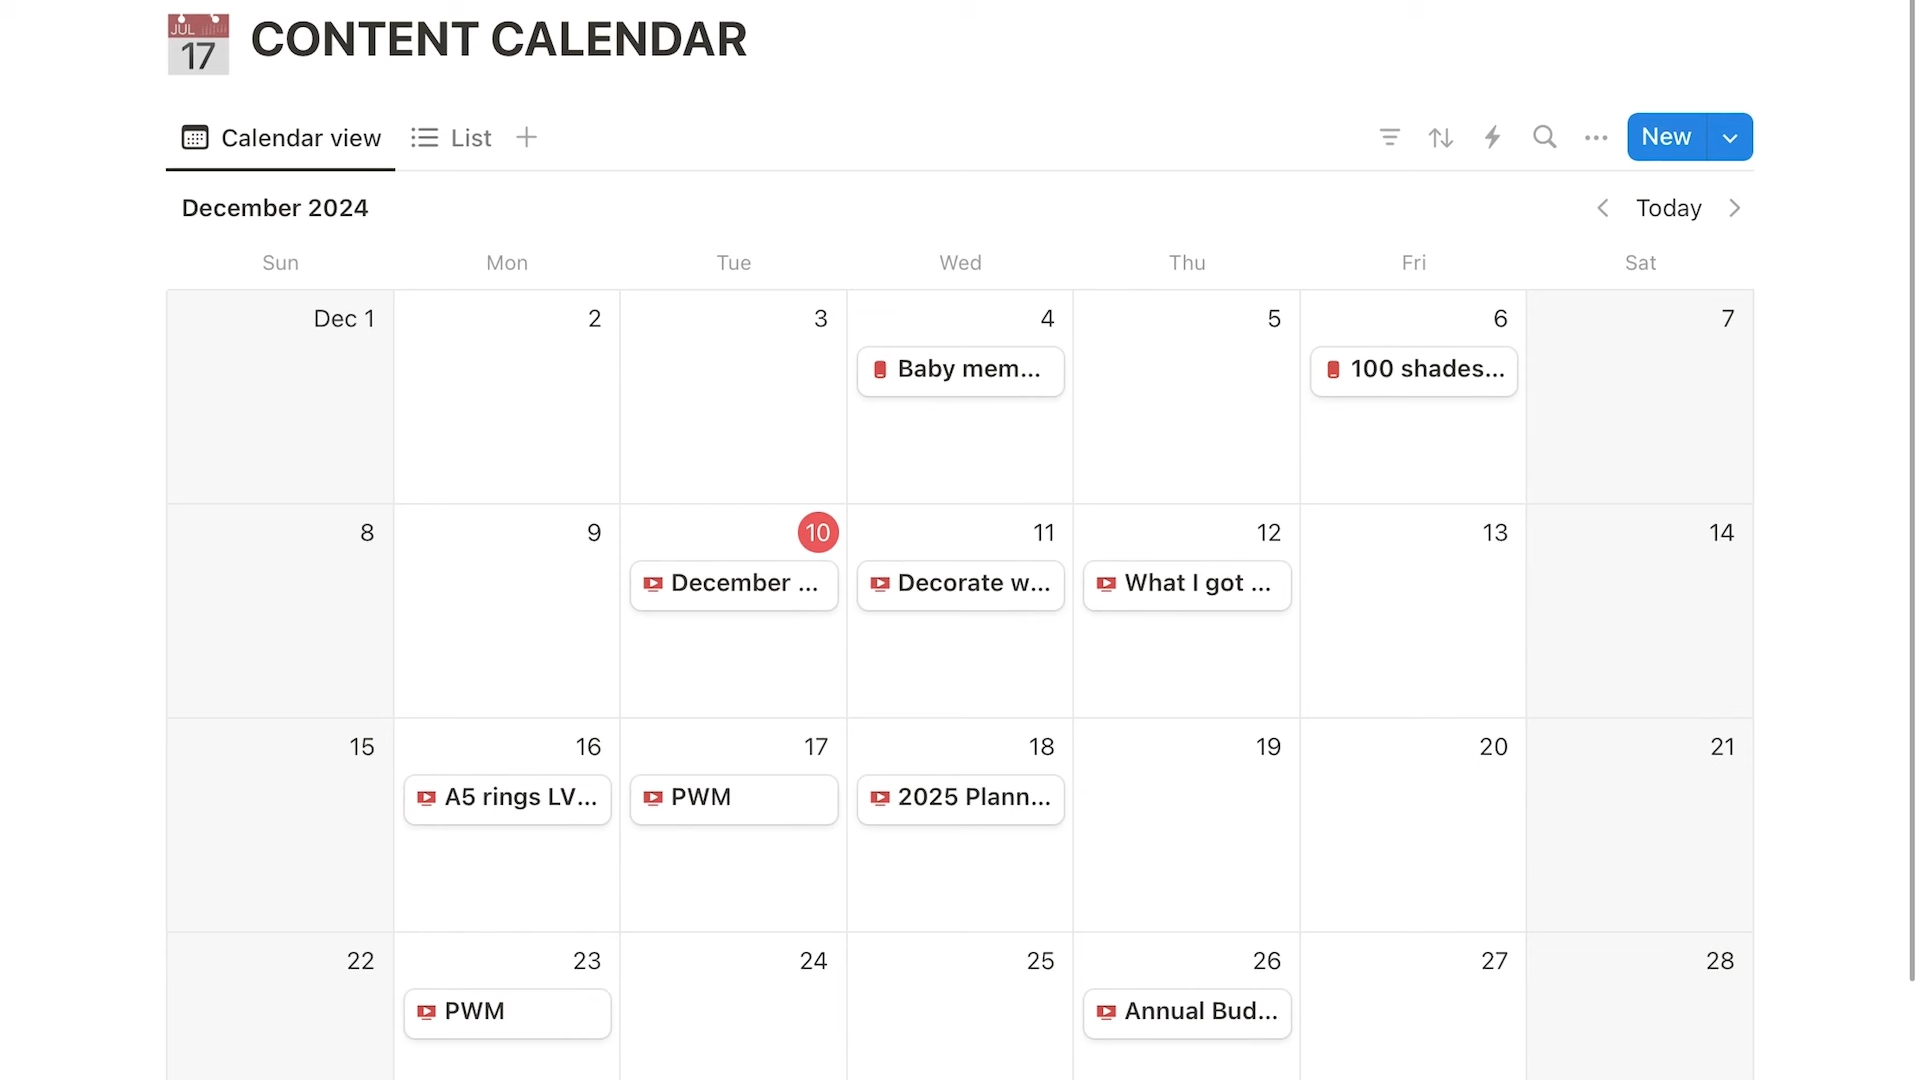 JUL
17
CONTENT CALENDAR
Calendar view
List
New
December 2024
Today
Sun Mon Tue Wed Thu Fri Sat
Dec 1 2 3 4 5 6 7
Baby mem... 100 shades...
8 9 10 11 12 13 14
December ... Decorate w... What I got ...
15 16 17 18 19 20 21
A5 rings LV... PWM 2025 Plann...
22 23 24 25 26 27 28
PWM Annual Bud...